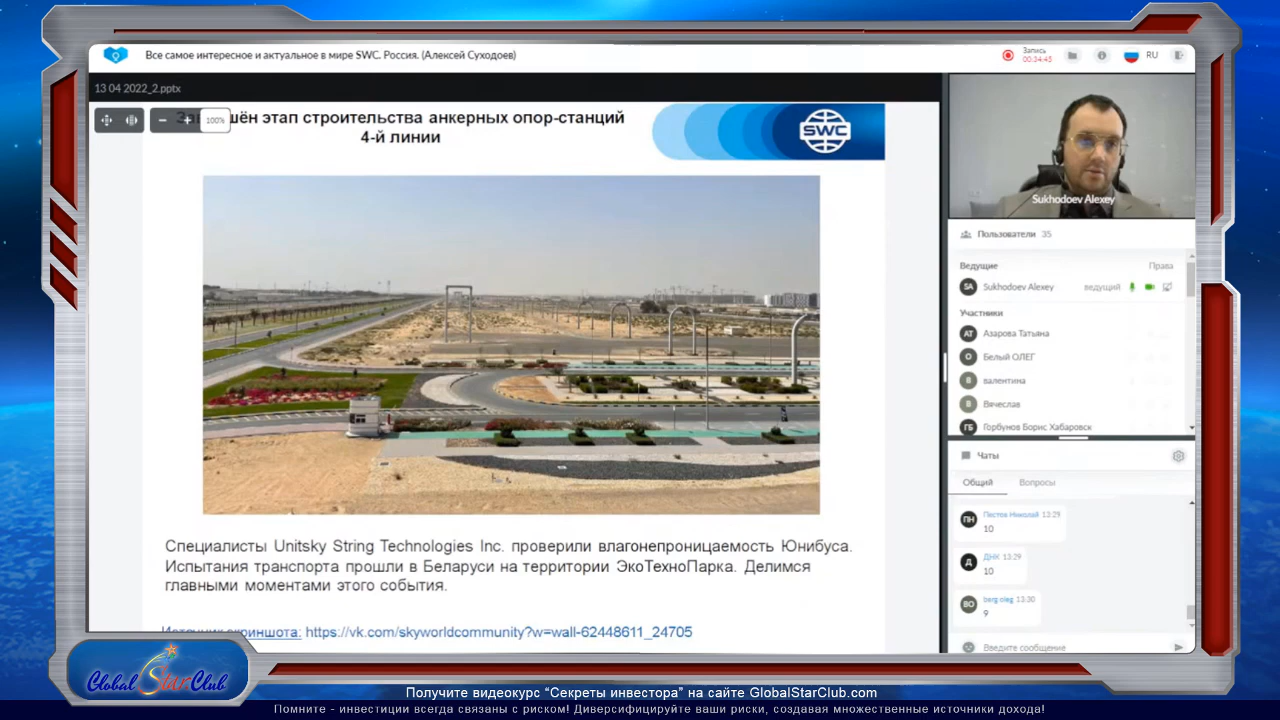 Все самое интересное и актуальное в мире SWC. Россия. (Алексей Суходоев)
Запись
00:34:45
RU
13 04 2022_2.pptx
100%
шён этап строительства анкерных опор-станций
4-й линии
SWC
Специалисты Unitsky String Technologies Inc. проверили влагонепроницаемость Юнибуса.
Испытания транспорта прошли в Беларуси на территории ЭкоТехноПарка. Делимся
главными моментами этого события.
Источник скриншота: https://vk.com/skyworldcommunity?w=wall-62448611_24705
Sukhodoev Alexey
Пользователи 35
Ведущие Права
SA Sukhodoev Alexey ведущий
Участники
АТ Азарова Татьяна
О Белый ОЛЕГ
В валентина
В Вячеслав
ГБ Горбунов Борис Хабаровск
Чаты
Общий Вопросы
ПН Пестов Николай 13:29
10
Д ДНК 13:29
10
BO berg oleg 13:30
9
Введите сообщение
Global Star Club
Получите видеокурс “Секреты инвестора” на сайте GlobalStarClub.com
Помните - инвестиции всегда связаны с риском! Диверсифицируйте ваши риски, создавая множественные источники дохода!